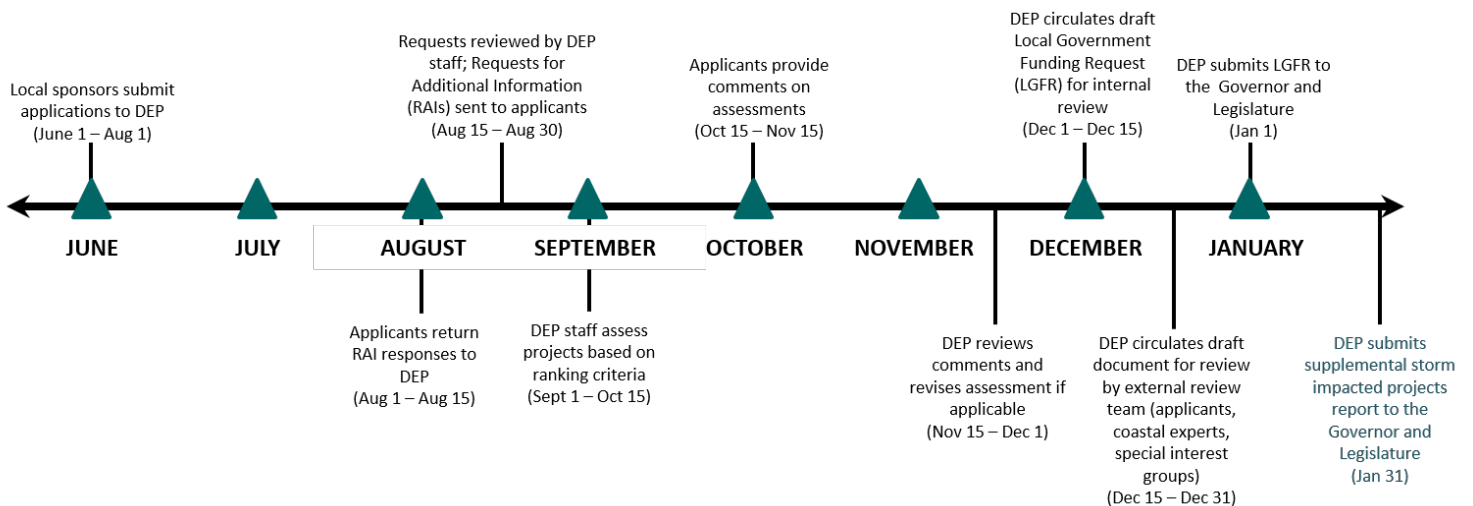 Local sponsors submit
applications to DEP
(June 1 – Aug 1)
Requests reviewed by DEP
staff; Requests for
Additional Information
(RAIs) sent to applicants
(Aug 15 – Aug 30)
Applicants provide
comments on
assessments
(Oct 15 – Nov 15)
DEP circulates draft
Local Government
Funding Request
(LGFR) for internal
review
(Dec 1 – Dec 15)
DEP submits LGFR to
the Governor and
Legislature
(Jan 1)
JUNE
JULY
AUGUST
SEPTEMBER
OCTOBER
NOVEMBER
DECEMBER
JANUARY
Applicants return
RAI responses to
DEP
(Aug 1 – Aug 15)
DEP staff assess
projects based on
ranking criteria
(Sept 1 – Oct 15)
DEP reviews
comments and
revises assessment if
applicable
(Nov 15 – Dec 1)
DEP circulates draft
document for review
by external review
team (applicants,
coastal experts,
special interest
groups)
(Dec 15 – Dec 31)
DEP submits
supplemental storm
impacted projects
report to the
Governor and
Legislature
(Jan 31)